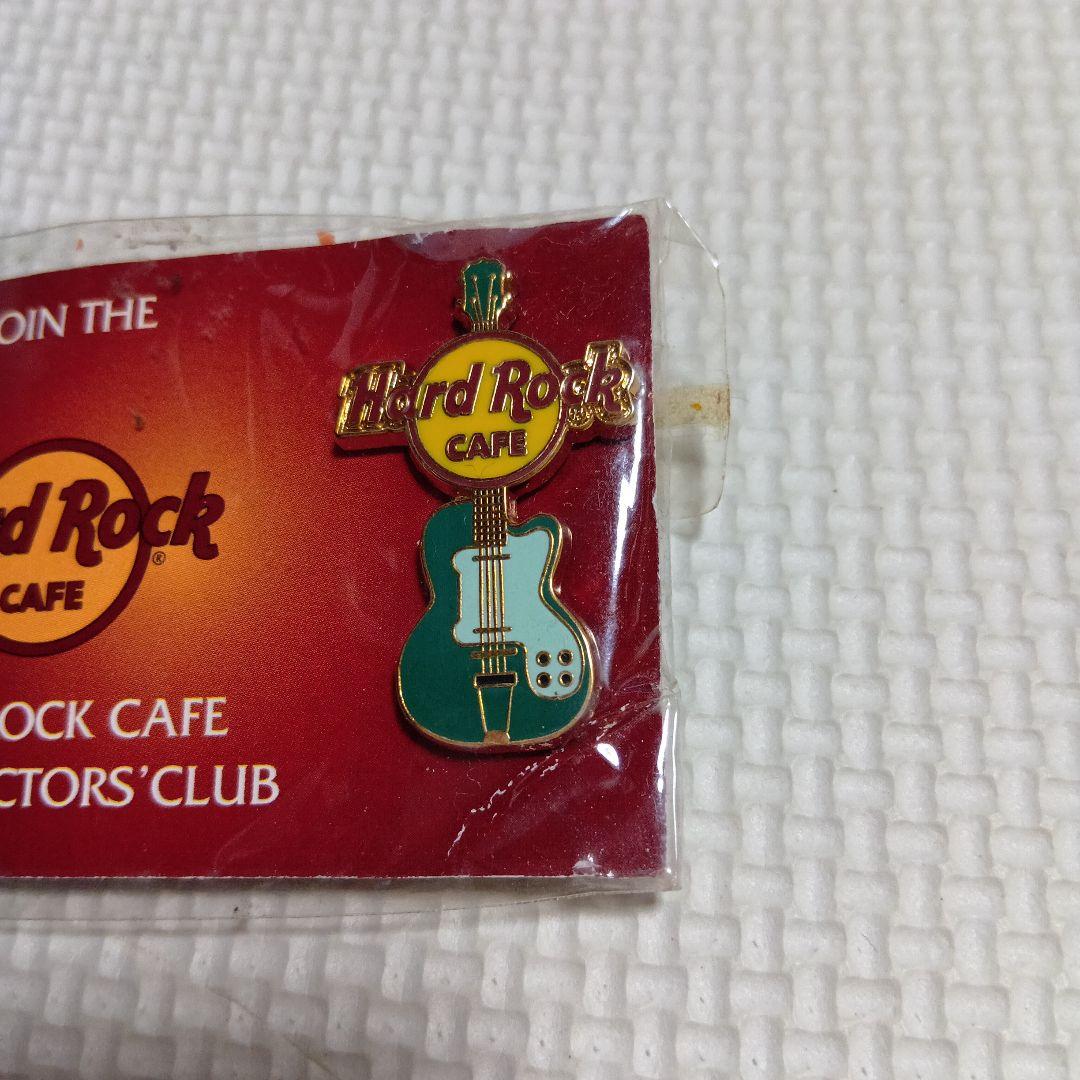 OIN THE
rd Rock ®
CAFE
OCK CAFE
CTORS' CLUB
Hard Rock
CAFE